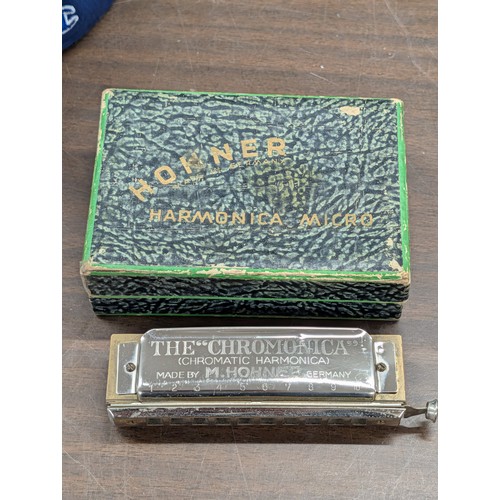 HOHNER
HARMONICA MICRO
THE "CHROMONICA"
(CHROMATIC HARMONICA)
MADE BY M. HOHNER GERMANY
1 2 3 4 5 6 7 8 9